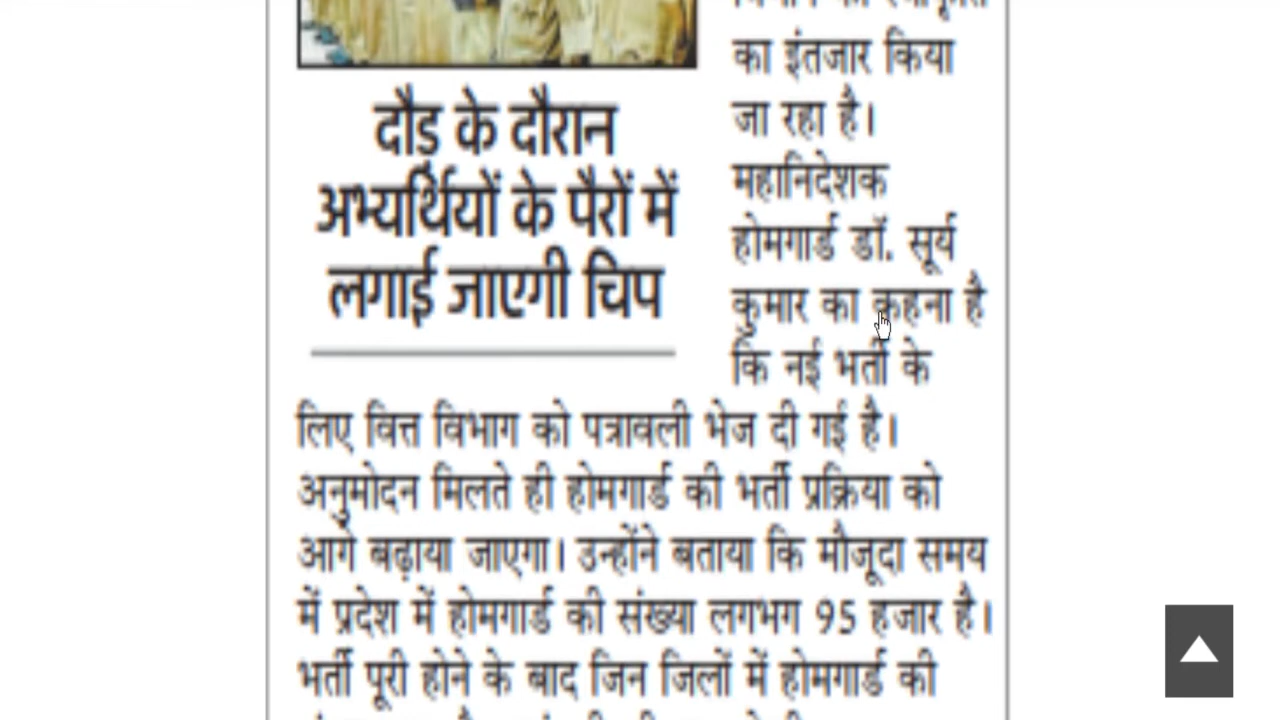 का इंतजार किया
जा रहा है।
महानिदेशक
होमगार्ड डॉ. सूर्य
कुमार का कहना है
कि नई भर्ती के
दौड़ के दौरान
अभ्यर्थियों के पैरों में
लगाई जाएगी चिप
लिए वित्त विभाग को पत्रावली भेज दी गई है।
अनुमोदन मिलते ही होमगार्ड की भर्ती प्रक्रिया को
आगे बढ़ाया जाएगा। उन्होंने बताया कि मौजूदा समय
में प्रदेश में होमगार्ड की संख्या लगभग 95 हजार है।
भर्ती पूरी होने के बाद जिन जिलों में होमगार्ड की